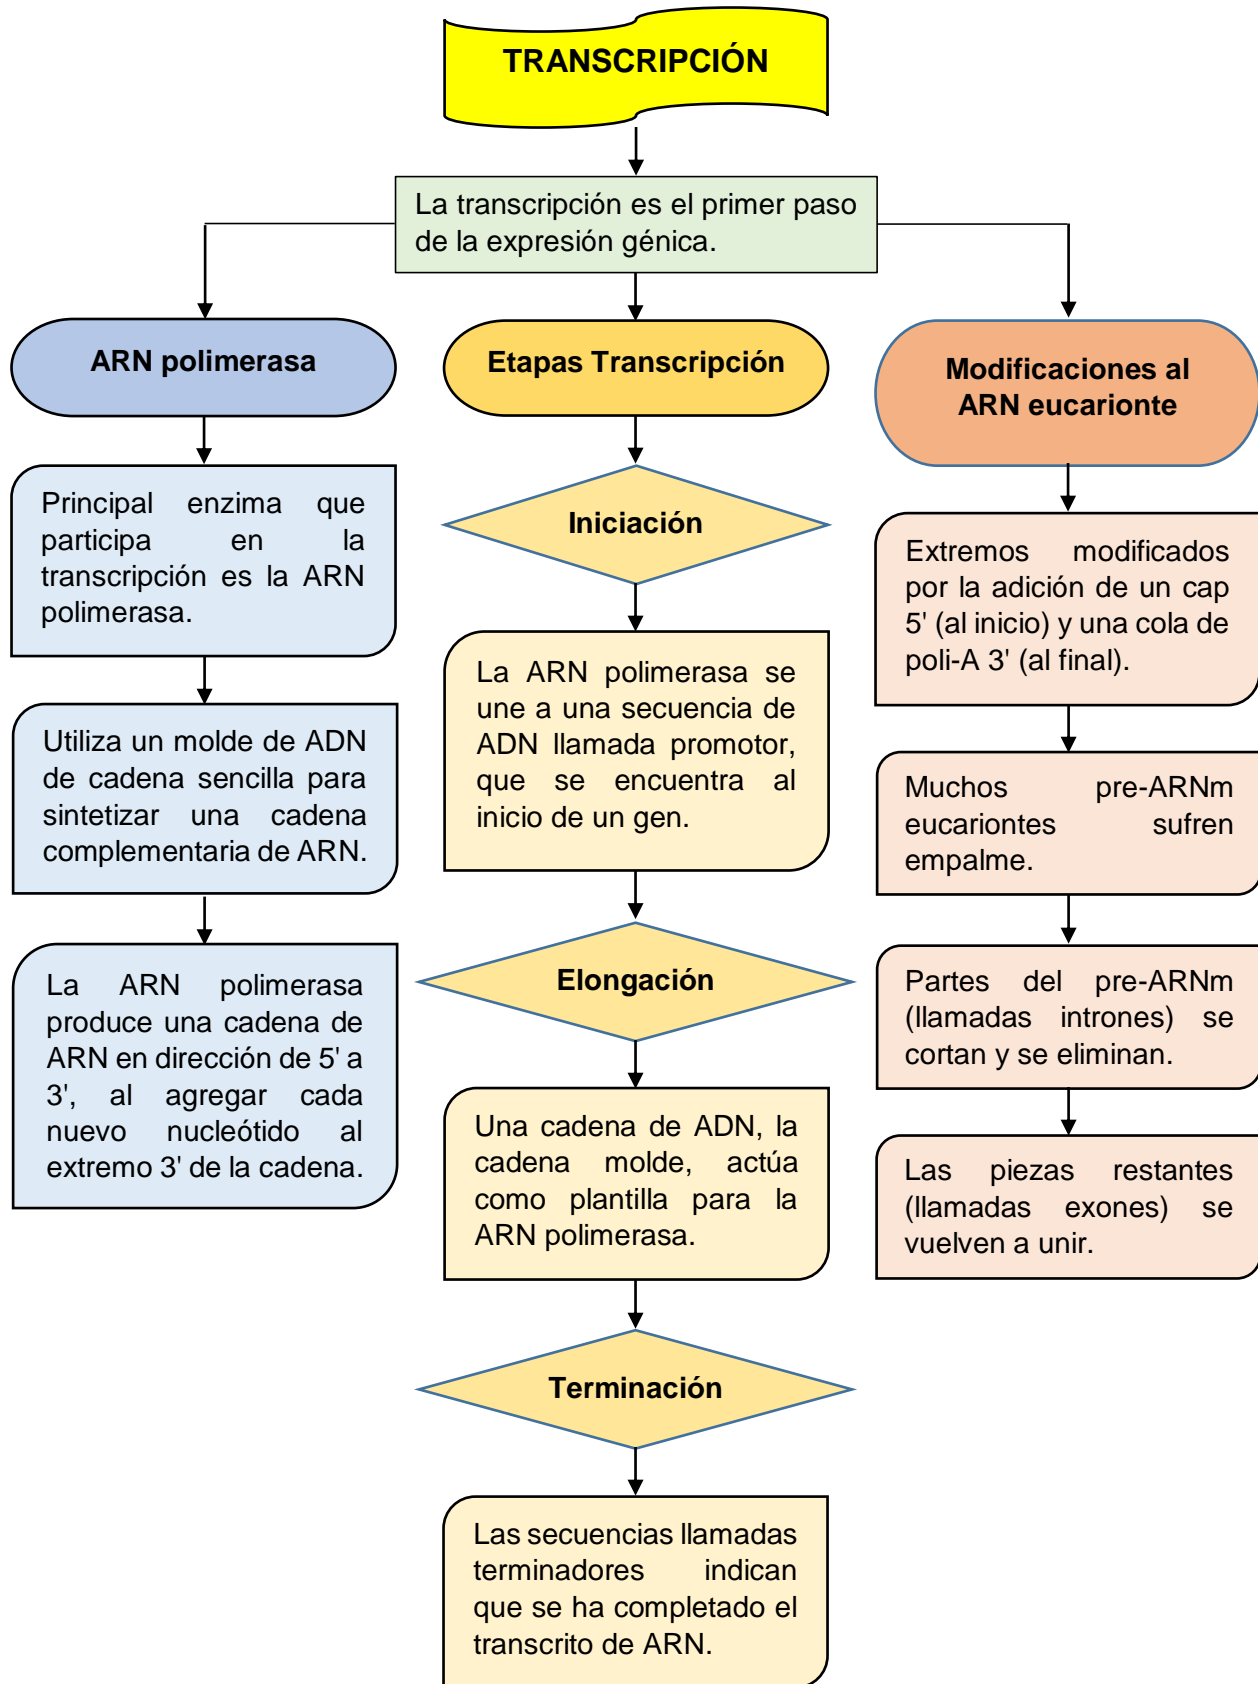 TRANSCRIPCIÓN
La transcripción es el primer paso
de la expresión génica.
ARN polimerasa
Principal enzima que
participa en la
transcripción es la ARN
polimerasa.
Utiliza un molde de ADN
de cadena sencilla para
sintetizar una cadena
complementaria de ARN.
La ARN polimerasa
produce una cadena de
ARN en dirección de 5' a
3', al agregar cada
nuevo nucleótido al
extremo 3' de la cadena.
Etapas Transcripción
Iniciación
La ARN polimerasa se
une a una secuencia de
ADN llamada promotor,
que se encuentra al
inicio de un gen.
Elongación
Una cadena de ADN, la
cadena molde, actúa
como plantilla para la
ARN polimerasa.
Terminación
Las secuencias llamadas
terminadores indican
que se ha completado el
transcrito de ARN.
Modificaciones al
ARN eucarionte
Extremos modificados
por la adición de un cap
5' (al inicio) y una cola de
poli-A 3' (al final).
Muchos pre-ARNm
eucariontes sufren
empalme.
Partes del pre-ARNm
(llamadas intrones) se
cortan y se eliminan.
Las piezas restantes
(llamadas exones) se
vuelven a unir.